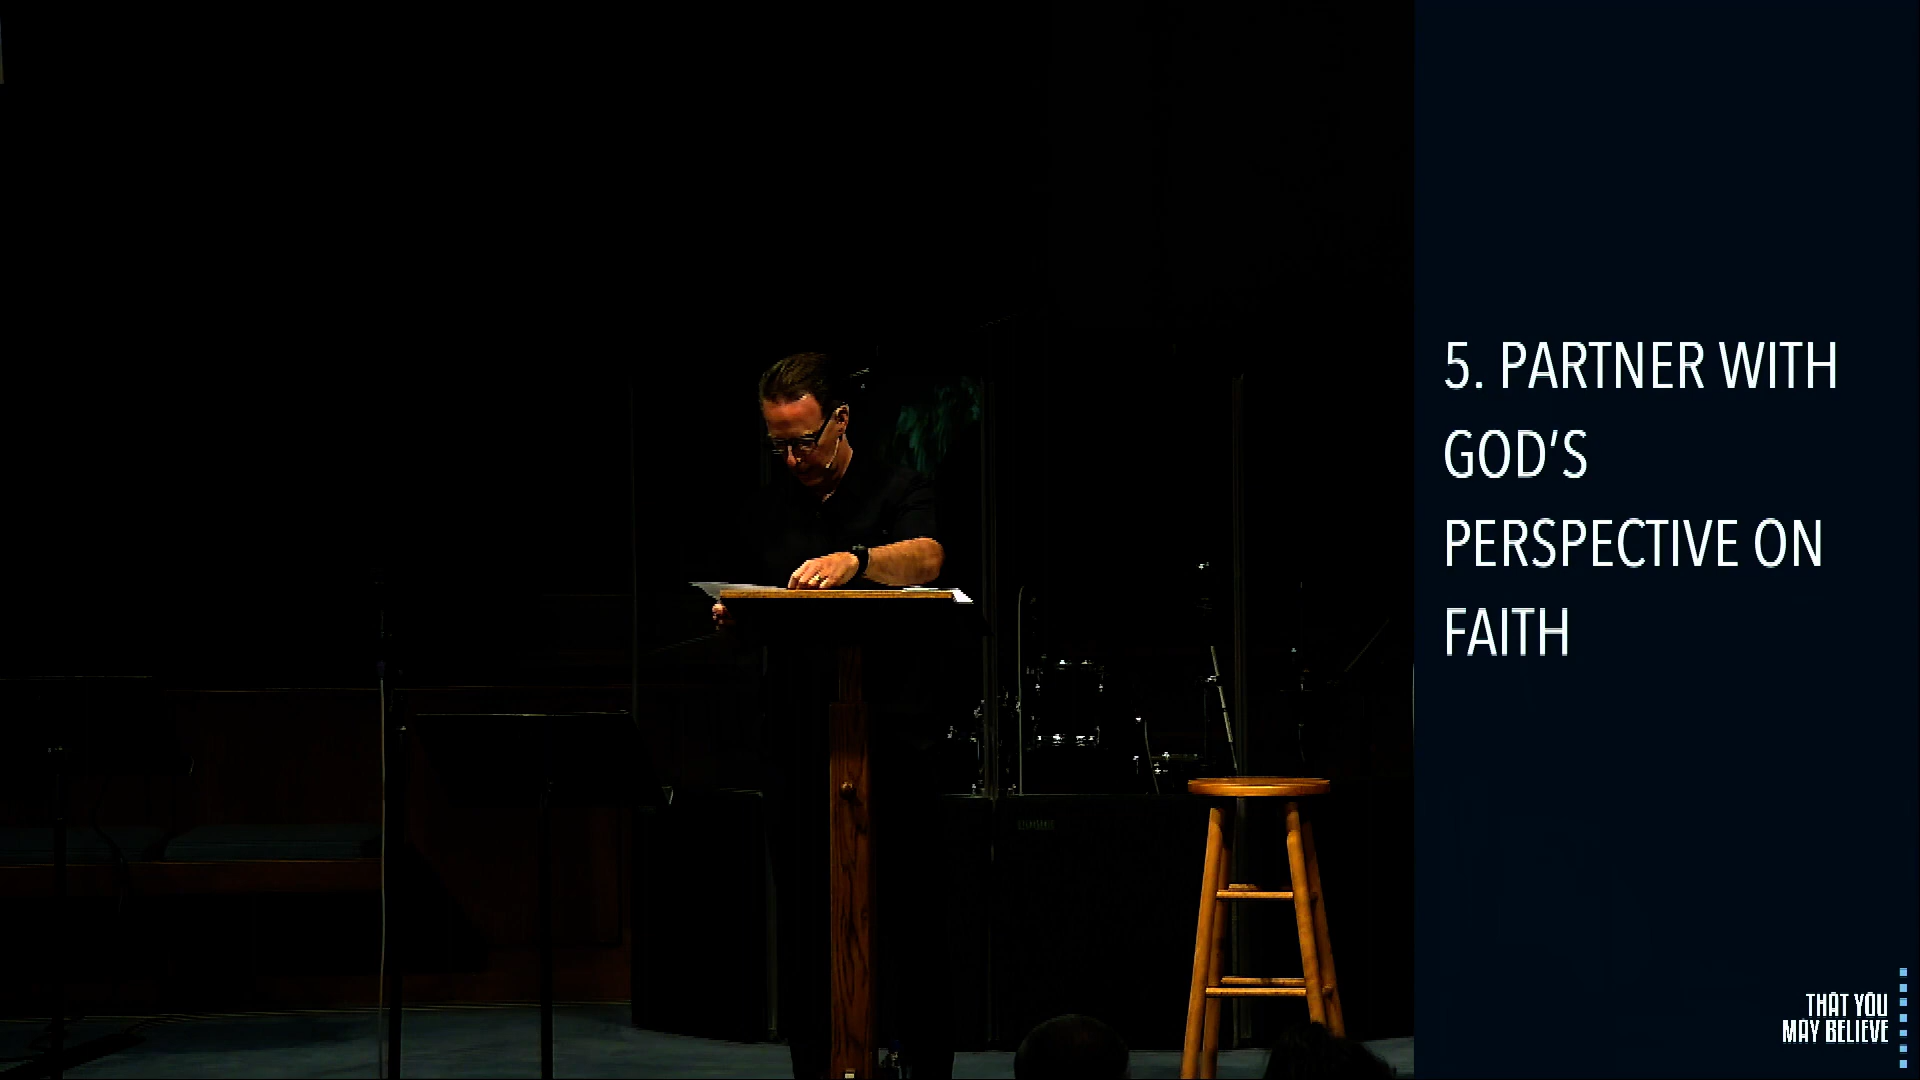 5. PARTNER WITH
GOD'S
PERSPECTIVE ON
FAITH
THAT YOU
MAY BELIEVE